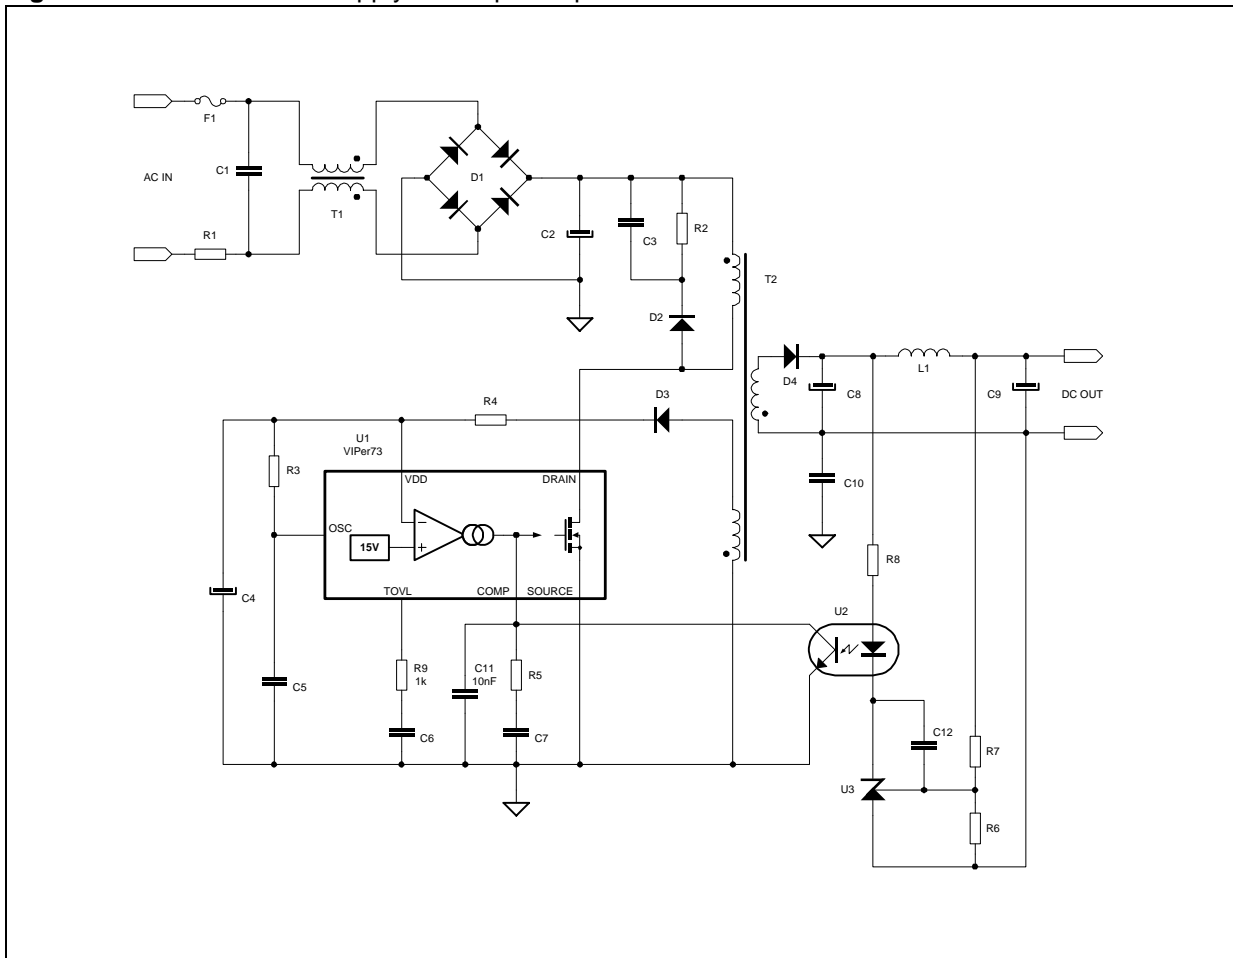 F1
C1
AC IN
D1
T1
R1
C2
C3
R2
T2
D2
D4
L1
C8
C9
DC OUT
R4
D3
U1
VIPer73
R3
VDD
DRAIN
C10
OSC
15V
R8
TOVL
COMP
SOURCE
C4
U2
R9
1k
C11
10nF
R5
C5
C6
C7
C12
R7
U3
R6